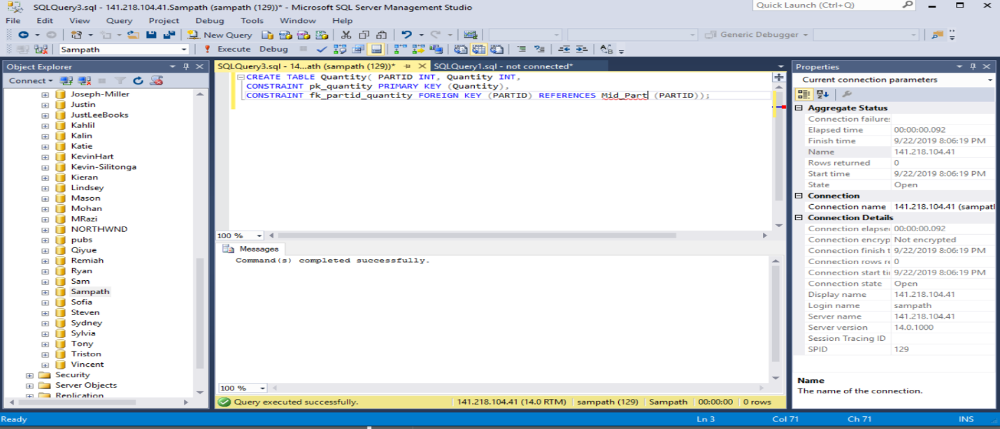 SQLQuery3.sql - 141.218.104.41.Sampath (sampath (129))* - Microsoft SQL Server Management Studio
Quick Launch (Ctrl+Q)
File Edit View Query Project Debug Tools Window Help
New Query
Generic Debugger
Sampath
Execute Debug
Object Explorer
Connect
Joseph-Miller
Justin
JustLeeBooks
Kahlil
Kalin
Katie
KevinHart
Kevin-Silitonga
Kieran
Lindsey
Mason
Mohan
MRazi
NORTHWND
pubs
Qiyue
Remiah
Ryan
Sam
Sampath
Sofia
Steven
Sydney
Sylvia
Tony
Triston
Vincent
Security
Server Objects
Replication
SQLQuery3.sql - 14...ath (sampath (129))* SQLQuery1.sql - not connected*
CREATE TABLE Quantity( PARTID INT, Quantity INT,
CONSTRAINT pk_quantity PRIMARY KEY (Quantity),
CONSTRAINT fk_partid_quantity FOREIGN KEY (PARTID) REFERENCES Mid_Part (PARTID));
100 %
Messages
Command(s) completed successfully.
100 %
Query executed successfully. 141.218.104.41 (14.0 RTM) sampath (129) Sampath 00:00:00 0 rows
Properties
Current connection parameters
Aggregate Status
Connection failure:
Elapsed time 00:00:00.092
Finish time 9/22/2019 8:06:19 PM
Name 141.218.104.41
Rows returned 0
Start time 9/22/2019 8:06:19 PM
State Open
Connection
Connection name 141.218.104.41 (sampatl
Connection Details
Connection elapse 00:00:00.092
Connection encryp Not encrypted
Connection finish t 9/22/2019 8:06:19 PM
Connection rows re 0
Connection start ti 9/22/2019 8:06:19 PM
Connection state Open
Display name 141.218.104.41
Login name sampath
Server name 141.218.104.41
Server version 14.0.1000
Session Tracing ID
SPID 129
Name
The name of the connection.
Ready Ln 3 Col 71 Ch 71 INS